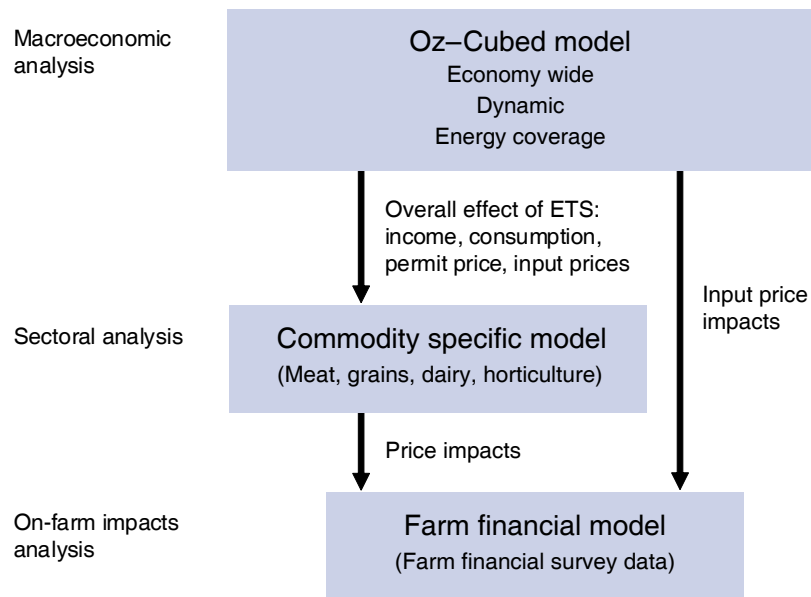 Macroeconomic
analysis
Oz–Cubed model
Economy wide
Dynamic
Energy coverage
Overall effect of ETS:
income, consumption,
permit price, input prices
Input price
impacts
Sectoral analysis
Commodity specific model
(Meat, grains, dairy, horticulture)
Price impacts
On-farm impacts
analysis
Farm financial model
(Farm financial survey data)